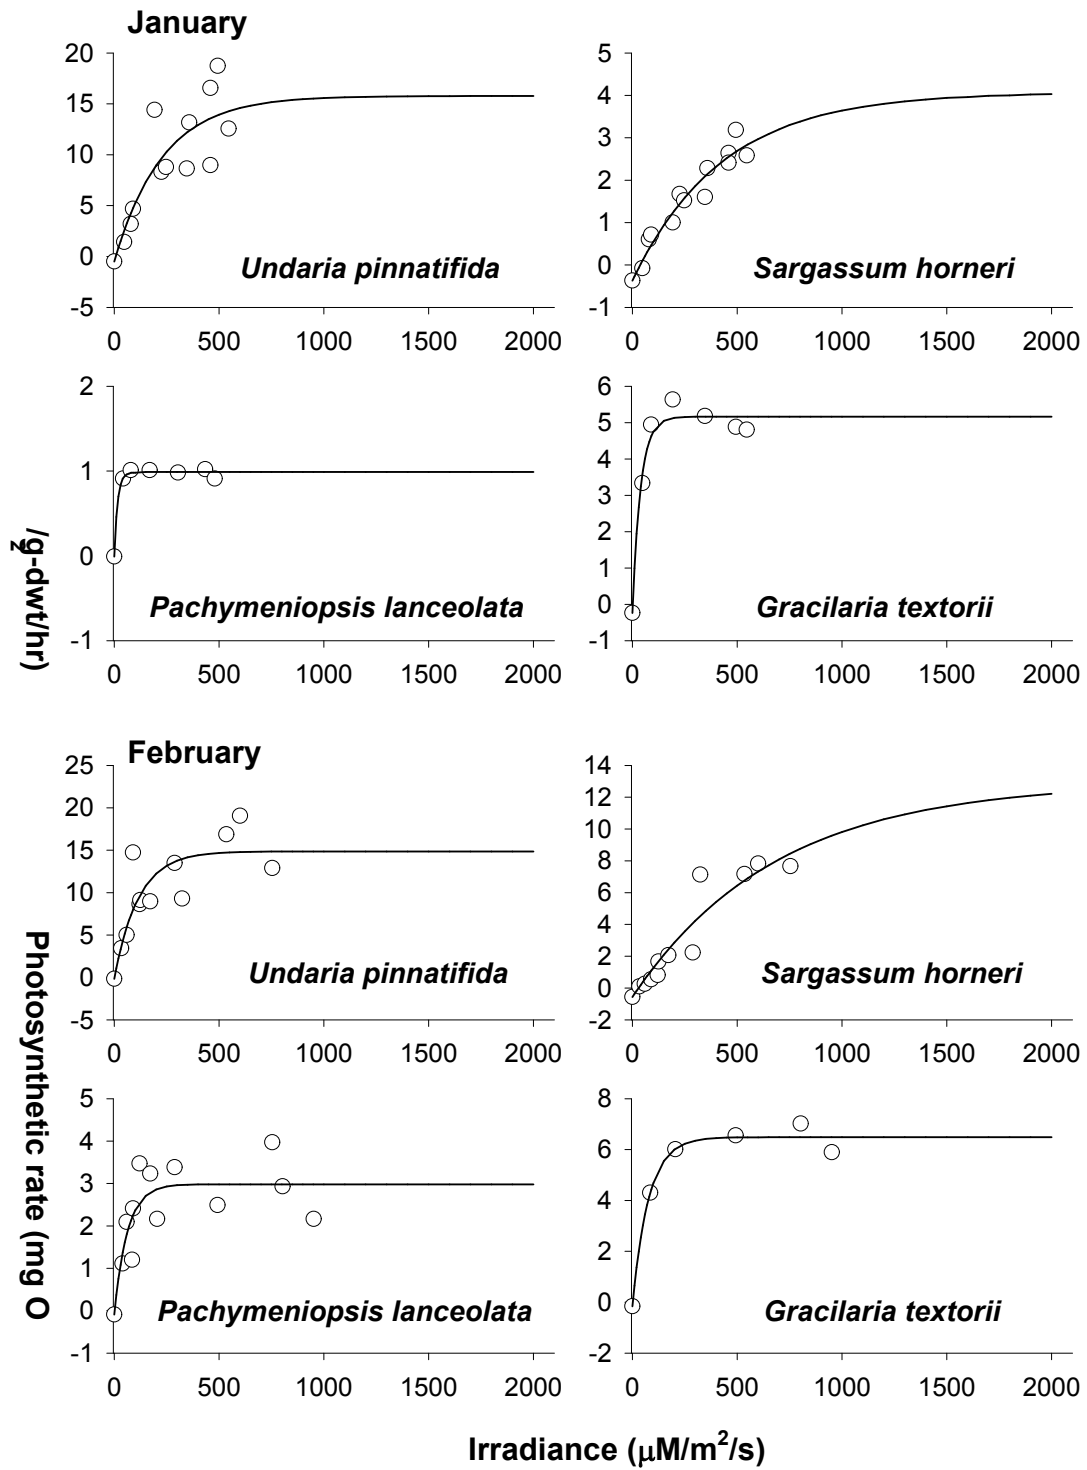 January
20
15
10
5
0
-5
0 500 1000 1500 2000
Undaria pinnatifida
5
4
3
2
1
0
-1
0 500 1000 1500 2000
Sargassum horneri
2
1
0
-1
0 500 1000 1500 2000
Pachymeniopsis lanceolata
6
5
4
3
2
1
0
-1
0 500 1000 1500 2000
Gracilaria textorii
February
25
20
15
10
5
0
-5
0 500 1000 1500 2000
Undaria pinnatifida
14
12
10
8
6
4
2
0
-2
0 500 1000 1500 2000
Sargassum horneri
5
4
3
2
1
0
-1
0 500 1000 1500 2000
Pachymeniopsis lanceolata
8
6
4
2
0
-2
0 500 1000 1500 2000
Gracilaria textorii
Photosynthetic rate (mg O
2
/g-dwt/hr)
Irradiance (μM/m²/s)